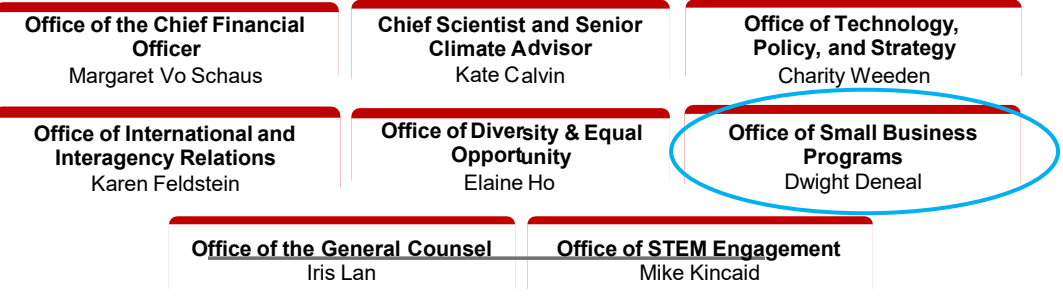 Office of the Chief Financial
Officer
Margaret Vo Schaus
Chief Scientist and Senior
Climate Advisor
Kate Calvin
Office of Technology,
Policy, and Strategy
Charity Weeden
Office of International and
Interagency Relations
Karen Feldstein
Office of Diversity & Equal
Opportunity
Elaine Ho
Office of Small Business
Programs
Dwight Deneal
Office of the General Counsel
Iris Lan
Office of STEM Engagement
Mike Kincaid